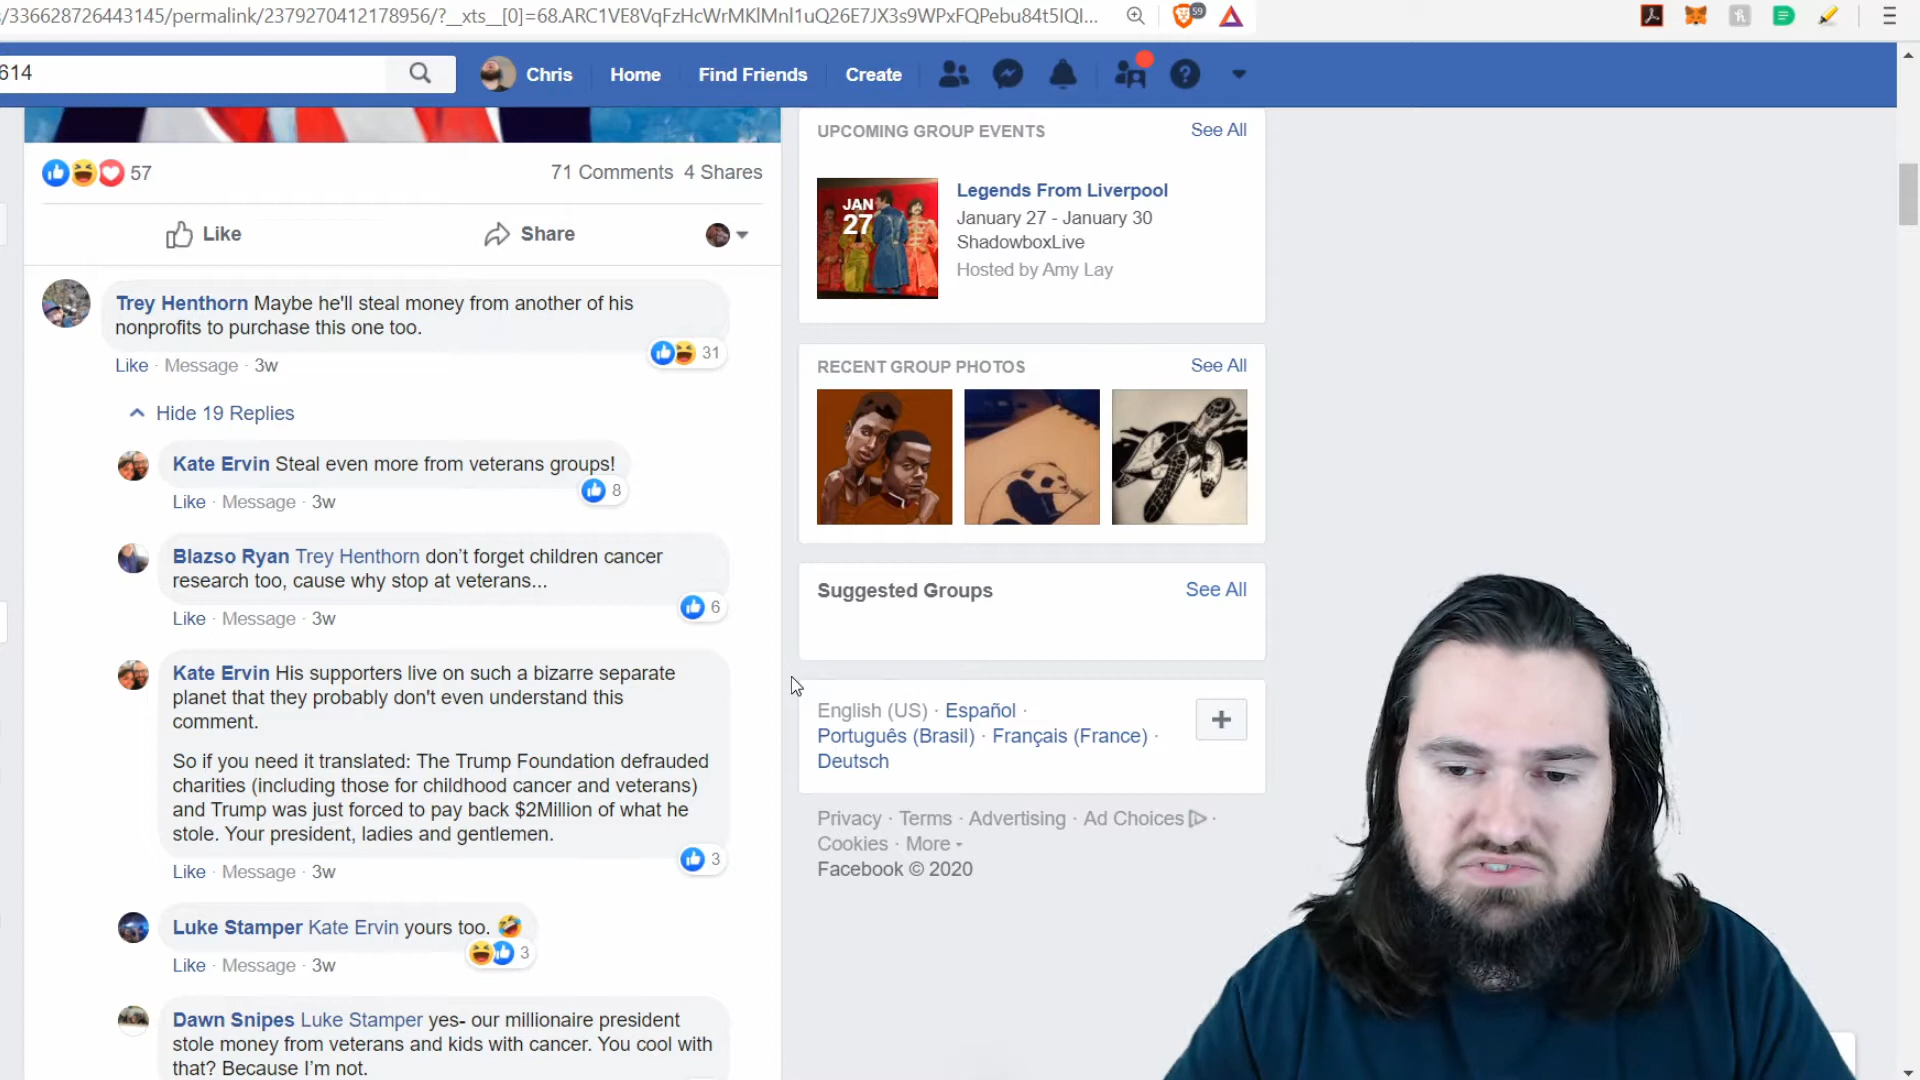 s/336628726443145/permalink/2379270412178956/?__xts__[0]=68.ARC1VE8VqFzHcWrMKlMnl1uQ26E7JX3s9WPxFQPebu84t5IQI...
59
614
Chris
Home
Find Friends
Create
57
71 Comments 4 Shares
Like
Share
Trey Henthorn Maybe he'll steal money from another of his
nonprofits to purchase this one too.
31
Like · Message · 3w
Hide 19 Replies
Kate Ervin Steal even more from veterans groups!
8
Like · Message · 3w
Blazso Ryan Trey Henthorn don't forget children cancer
research too, cause why stop at veterans...
6
Like · Message · 3w
Kate Ervin His supporters live on such a bizarre separate
planet that they probably don't even understand this
comment.
So if you need it translated: The Trump Foundation defrauded
charities (including those for childhood cancer and veterans)
and Trump was just forced to pay back $2Million of what he
stole. Your president, ladies and gentlemen.
3
Like · Message · 3w
Luke Stamper Kate Ervin yours too. 🤣
3
Like · Message · 3w
Dawn Snipes Luke Stamper yes- our millionaire president
stole money from veterans and kids with cancer. You cool with
that? Because I'm not.
UPCOMING GROUP EVENTS
See All
JAN
27
Legends From Liverpool
January 27 - January 30
ShadowboxLive
Hosted by Amy Lay
RECENT GROUP PHOTOS
See All
Suggested Groups
See All
English (US) · Español ·
Português (Brasil) · Français (France) ·
Deutsch
Privacy · Terms · Advertising · Ad Choices ·
Cookies · More
Facebook © 2020